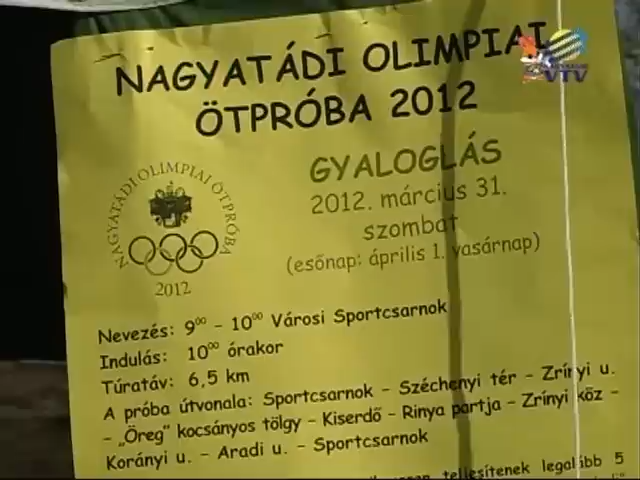 NAGYATÁDI OLIMPIAI
ÖTPRÓBA 2012
VTV
NAGYATÁDI OLIMPIAI ÖTPRÓBA
2012
GYALOGLÁS
2012. március 31.
szombat
(esőnap: április 1. vasárnap)
Nevezés: 9⁰⁰ - 10⁰⁰ Városi Sportcsarnok
Indulás: 10⁰⁰ órakor
Túratáv: 6,5 km
A próba útvonala: Sportcsarnok - Széchenyi tér - Zrínyi u.
- „Öreg" kocsányos tölgy - Kiserdő - Rinya partja - Zrínyi köz -
Korányi u. - Aradi u. - Sportcsarnok
teljesítenek legalább 5